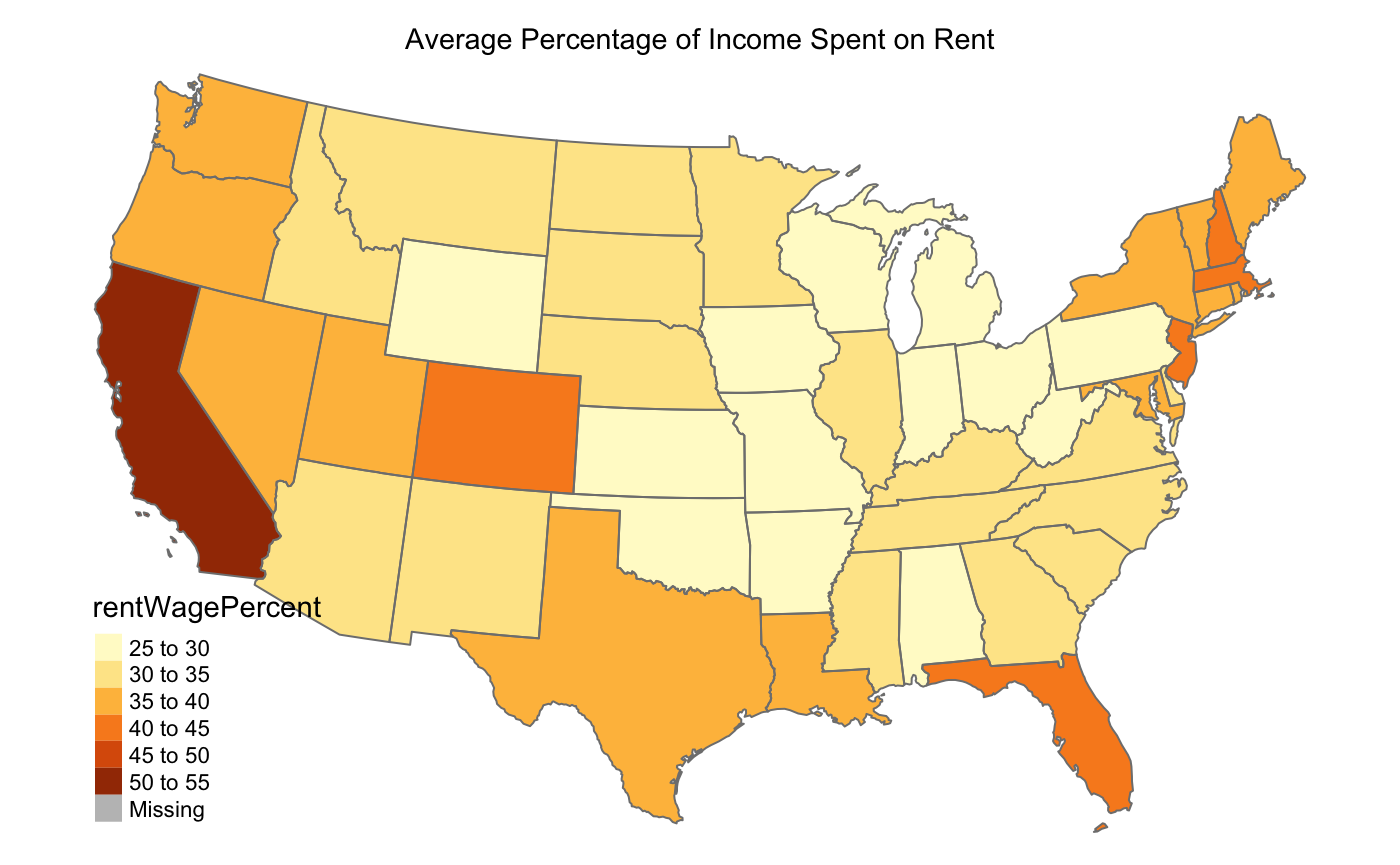 Average Percentage of Income Spent on Rent
rentWagePercent
25 to 30
30 to 35
35 to 40
40 to 45
45 to 50
50 to 55
Missing